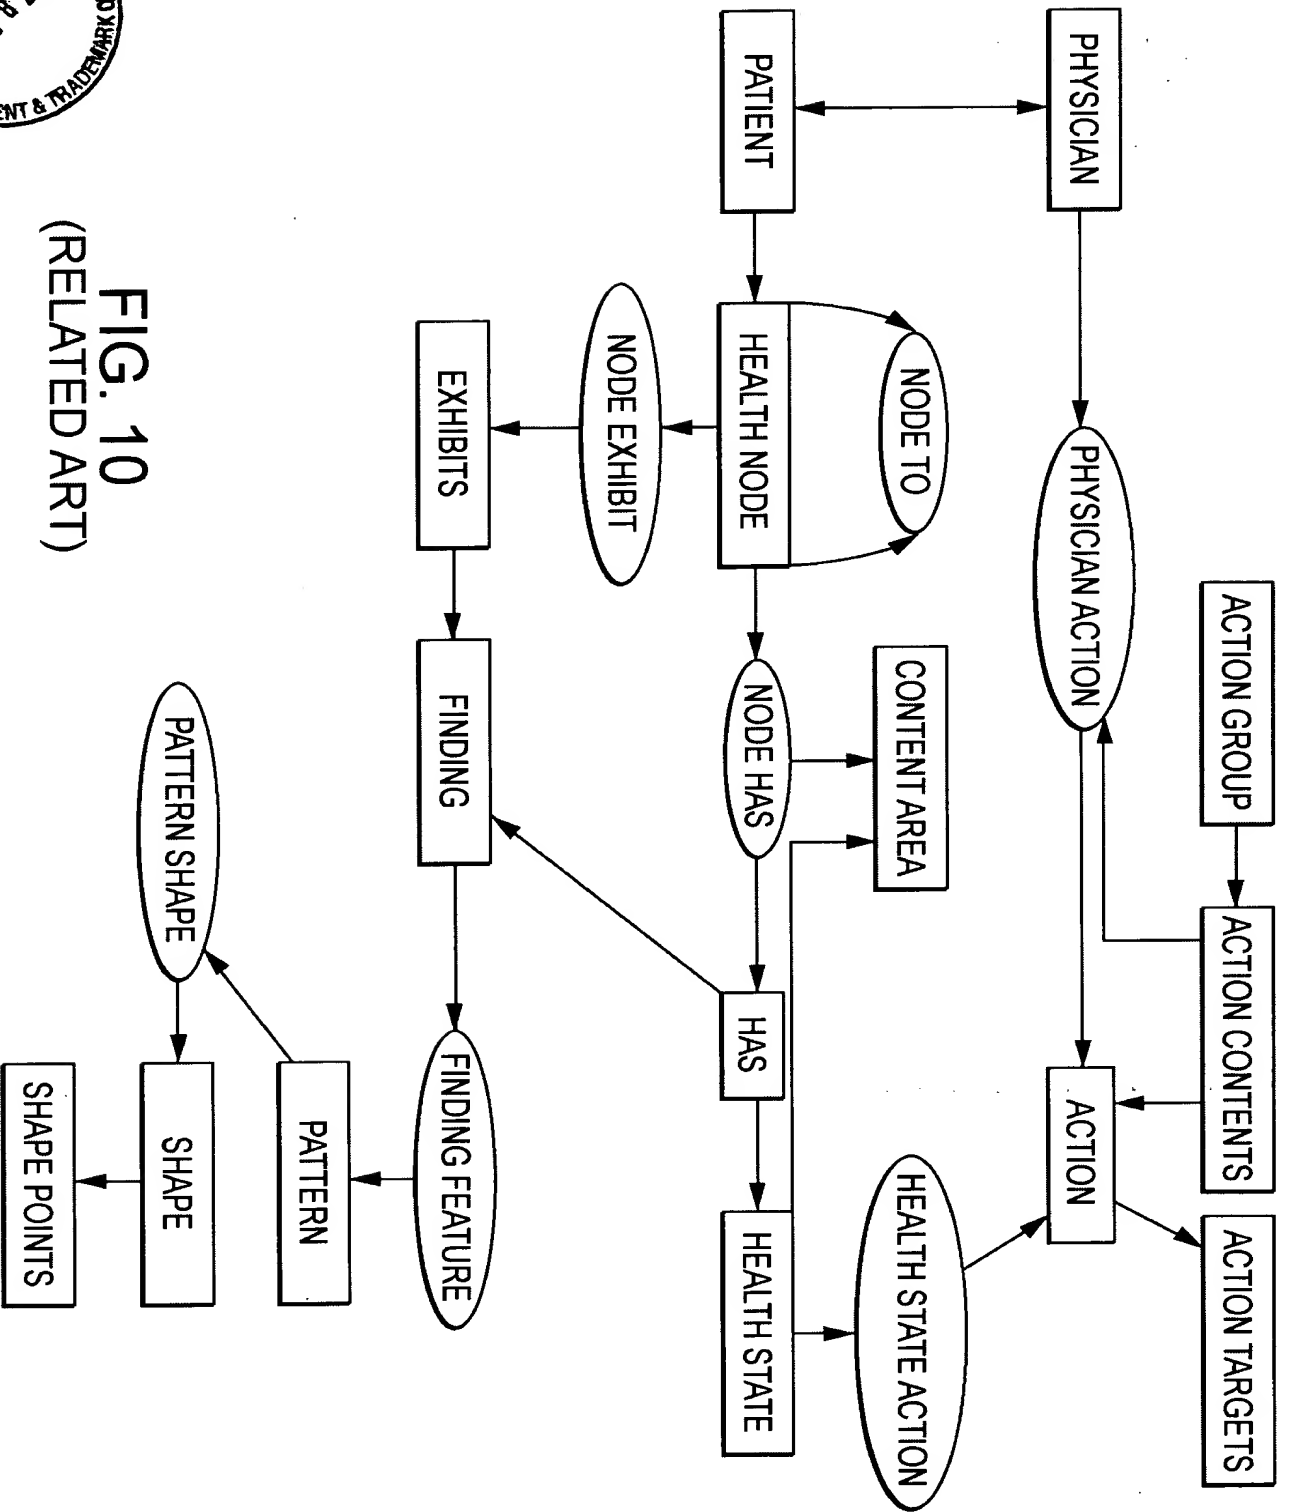 ACTION GROUP
ACTION CONTENTS
ACTION TARGETS
PHYSICIAN
PHYSICIAN ACTION
ACTION
NODE TO
CONTENT AREA
HEALTH STATE ACTION
PATIENT
HEALTH NODE
NODE HAS
HAS
HEALTH STATE
NODE EXHIBIT
EXHIBITS
FINDING
FINDING FEATURE
PATTERN
PATTERN SHAPE
SHAPE
SHAPE POINTS
FIG. 10
(RELATED ART)
& TRADEMARK